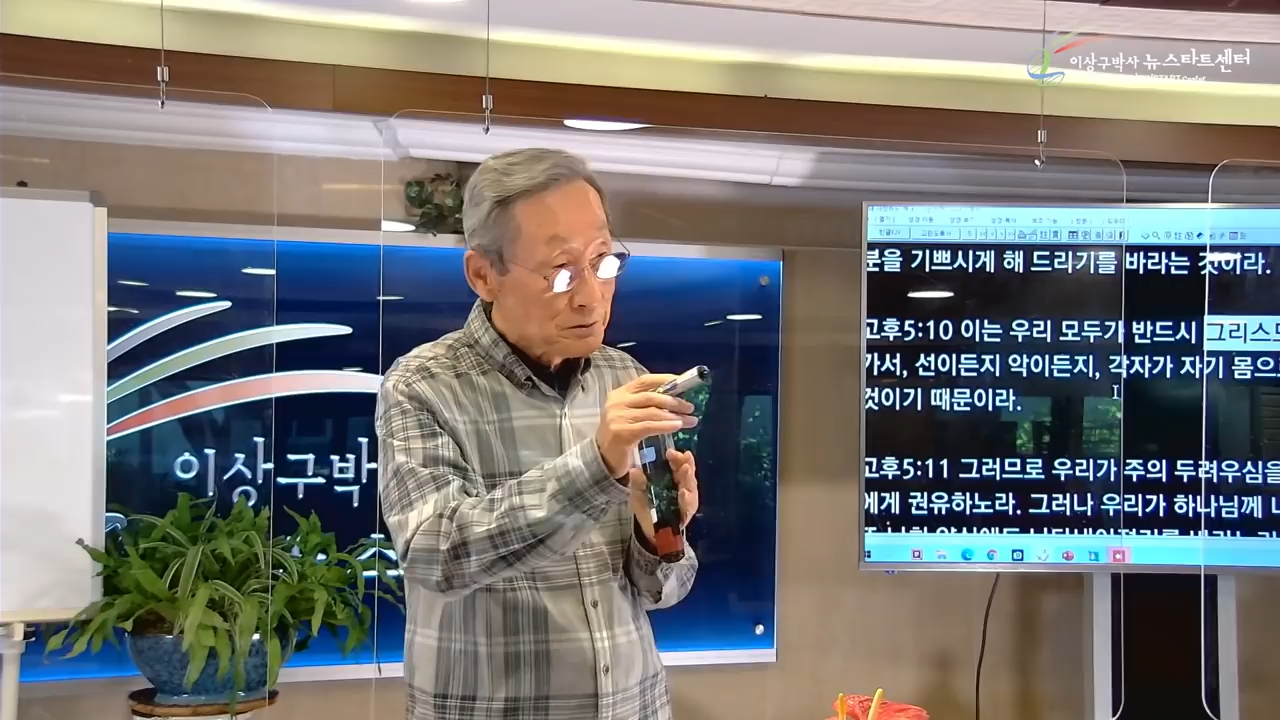 이상구박사 뉴스타트센터
이상구박
분을 기쁘시게 해 드리기를 바라는 것이라.
고후5:10 이는 우리 모두가 반드시 그리스도
가서, 선이든지 악이든지, 각자가 자기 몸으로
것이기 때문이라.
고후5:11 그러므로 우리가 주의 두려우심을
에게 권유하노라. 그러나 우리가 하나님께 나